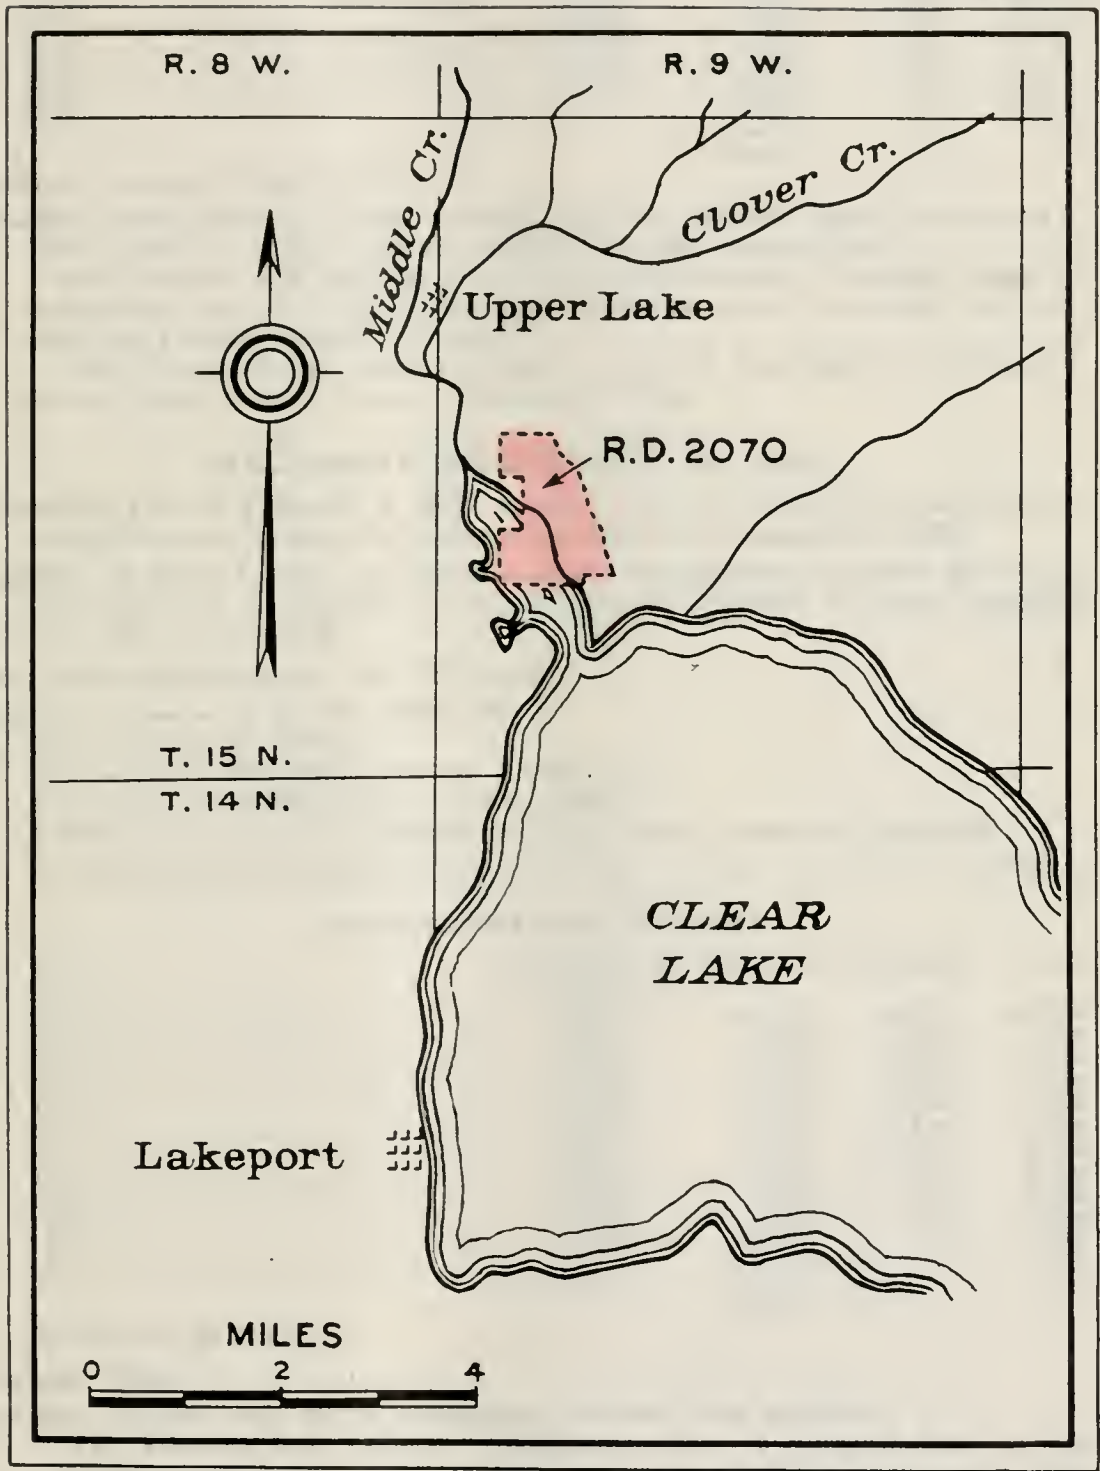 R. 8 W.
R. 9 W.
Middle Cr.
Clover Cr.
Upper Lake
R.D. 2070
T. 15 N.
T. 14 N.
CLEAR
LAKE
Lakeport
MILES
0 2 4